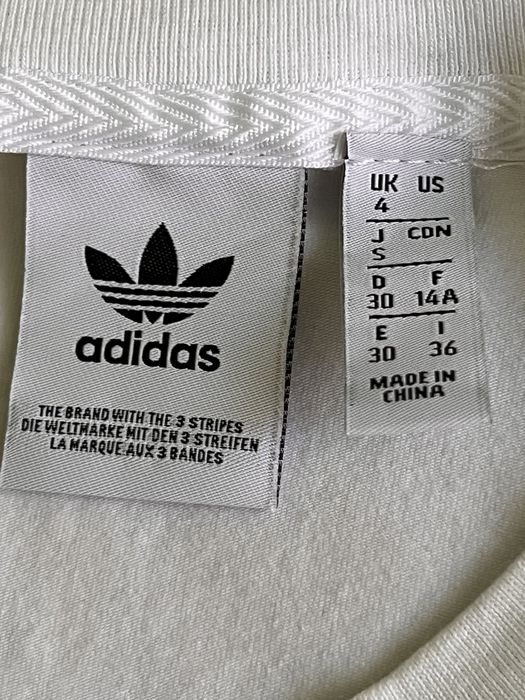 adidas
THE BRAND WITH THE 3 STRIPES
DIE WELTMARKE MIT DEN 3 STREIFEN
LA MARQUE AUX 3 BANDES
UK US
4
J CDN
S
D F
30 14A
E I
30 36
MADE IN
CHINA